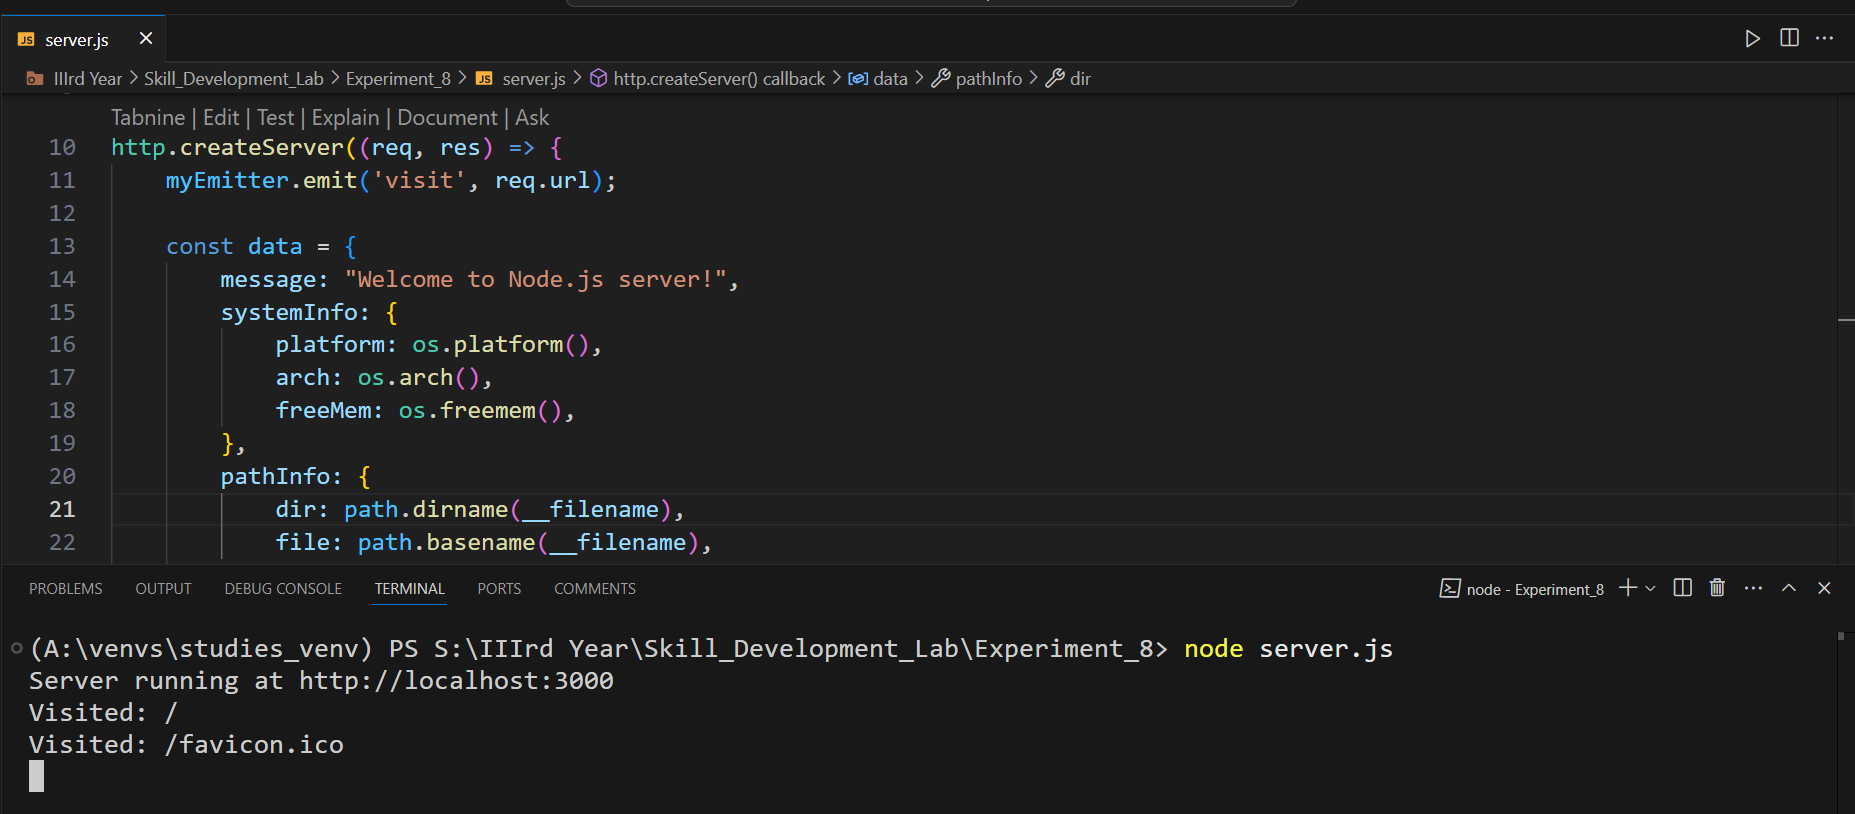 JS server.js
IIIrd Year > Skill_Development_Lab > Experiment_8 > JS server.js > http.createServer() callback > data > pathInfo > dir
Tabnine | Edit | Test | Explain | Document | Ask
10 http.createServer((req, res) => {
11     myEmitter.emit('visit', req.url);
12
13     const data = {
14         message: "Welcome to Node.js server!",
15         systemInfo: {
16             platform: os.platform(),
17             arch: os.arch(),
18             freeMem: os.freemem(),
19         },
20         pathInfo: {
21             dir: path.dirname(__filename),
22             file: path.basename(__filename),
PROBLEMS OUTPUT DEBUG CONSOLE TERMINAL PORTS COMMENTS node - Experiment_8
(A:\venvs\studies_venv) PS S:\IIIrd Year\Skill_Development_Lab\Experiment_8> node server.js
Server running at http://localhost:3000
Visited: /
Visited: /favicon.ico